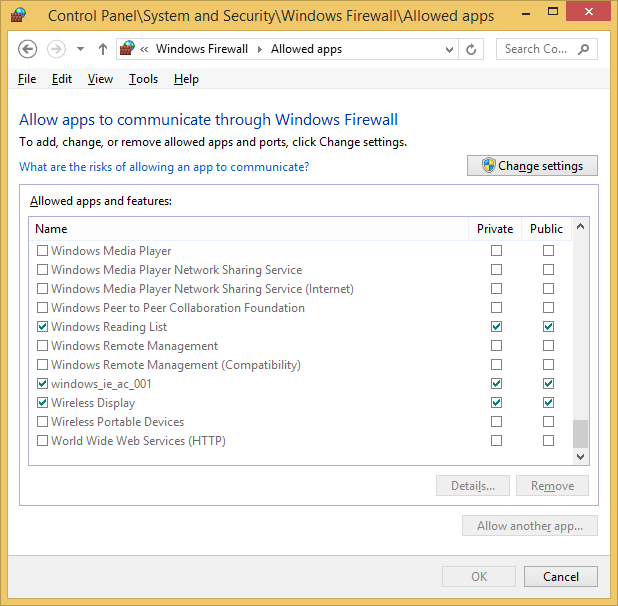 Control Panel\System and Security\Windows Firewall\Allowed apps
« Windows Firewall Allowed apps Search Co...
File Edit View Tools Help
Allow apps to communicate through Windows Firewall
To add, change, or remove allowed apps and ports, click Change settings.
What are the risks of allowing an app to communicate? Change settings
Allowed apps and features:
Name Private Public
Windows Media Player
Windows Media Player Network Sharing Service
Windows Media Player Network Sharing Service (Internet)
Windows Peer to Peer Collaboration Foundation
Windows Reading List
Windows Remote Management
Windows Remote Management (Compatibility)
windows_ie_ac_001
Wireless Display
Wireless Portable Devices
World Wide Web Services (HTTP)
Details... Remove
Allow another app...
OK Cancel